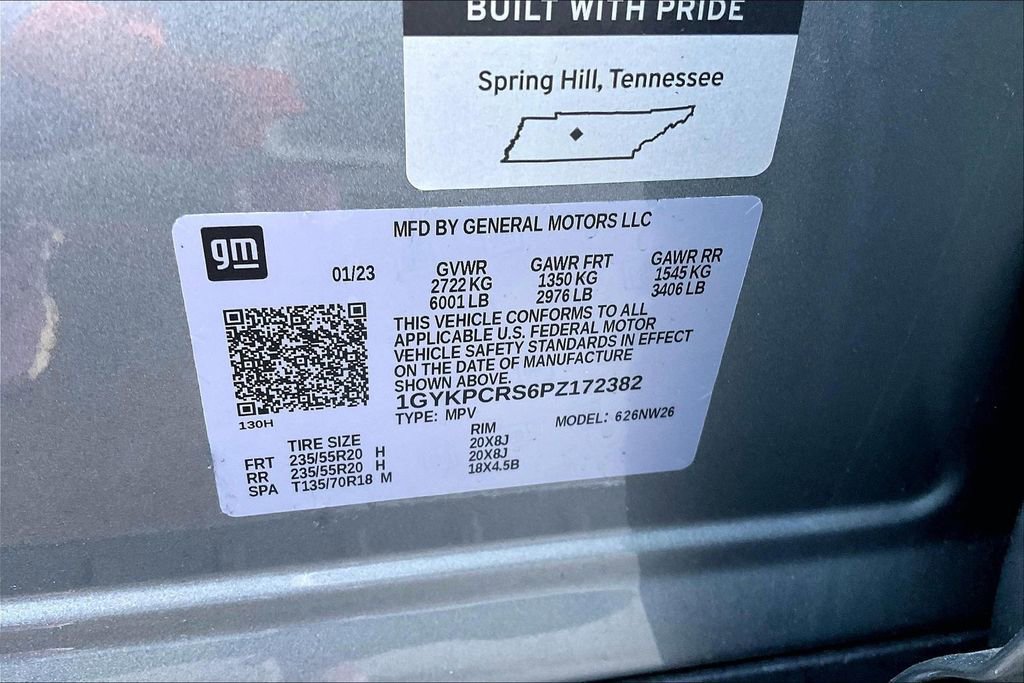 BUILT WITH PRIDE
Spring Hill, Tennessee
gm
MFD BY GENERAL MOTORS LLC
01/23
GVWR
2722 KG
6001 LB
GAWR FRT
1350 KG
2976 LB
GAWR RR
1545 KG
3406 LB
THIS VEHICLE CONFORMS TO ALL
APPLICABLE U.S. FEDERAL MOTOR
VEHICLE SAFETY STANDARDS IN EFFECT
ON THE DATE OF MANUFACTURE
SHOWN ABOVE.
1GYKPCRS6PZ172382
TYPE: MPV MODEL: 626NW26
130H
TIRE SIZE RIM
FRT 235/55R20 H 20X8J
RR 235/55R20 H 20X8J
SPA T135/70R18 M 18X4.5B